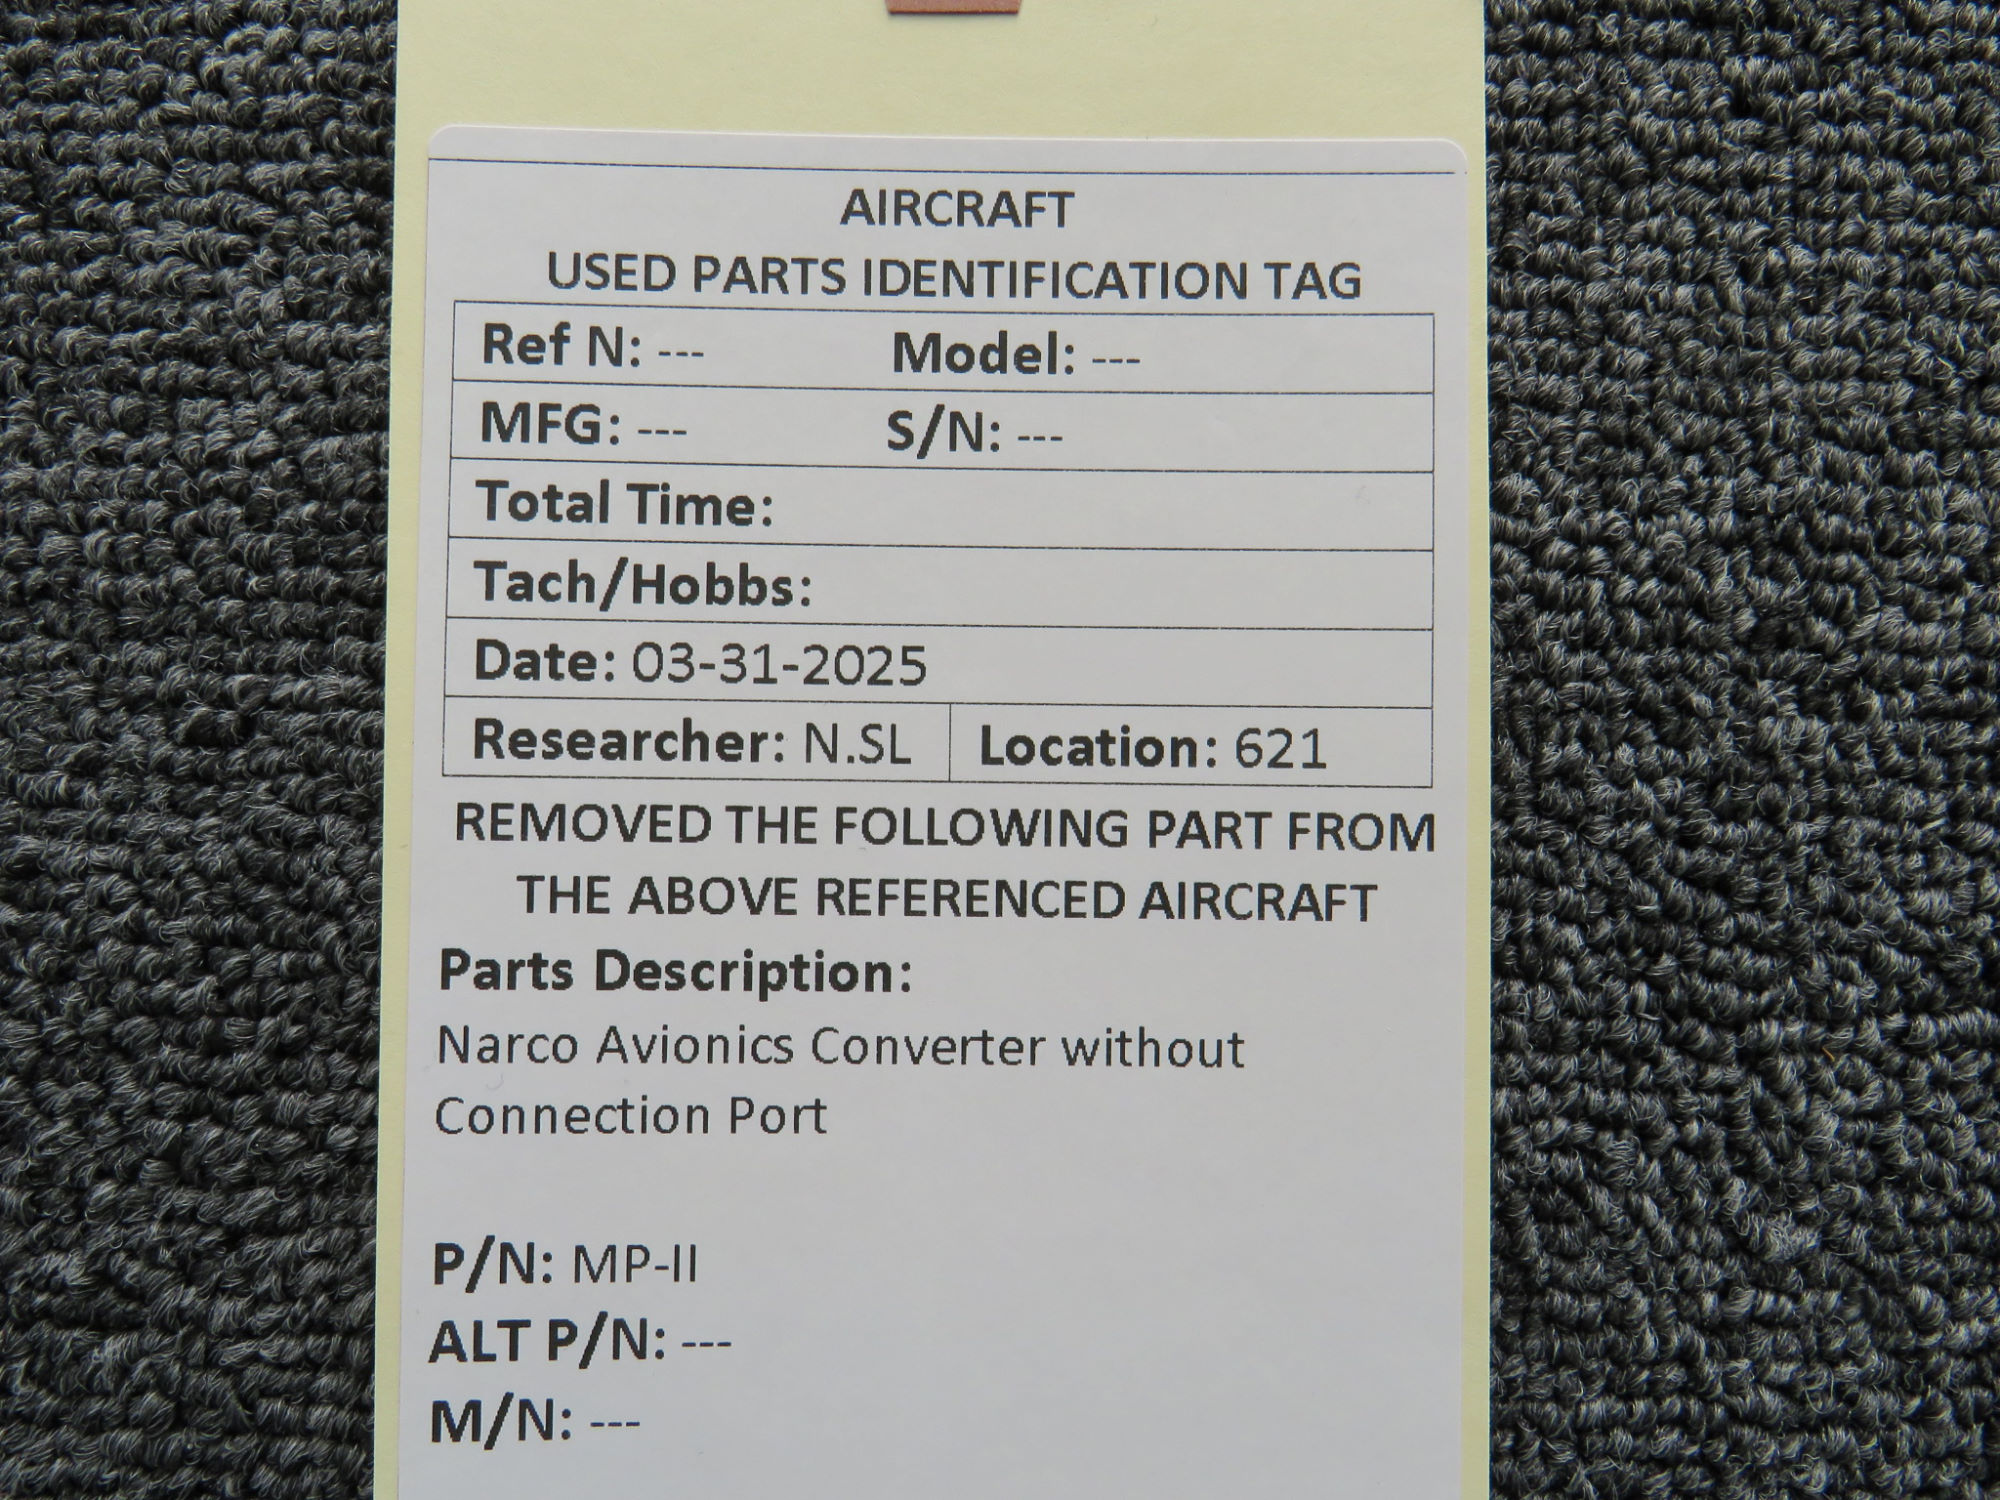 AIRCRAFT
USED PARTS IDENTIFICATION TAG
Ref N: --- Model: ---
MFG: --- S/N: ---
Total Time:
Tach/Hobbs:
Date: 03-31-2025
Researcher: N.SL Location: 621
REMOVED THE FOLLOWING PART FROM
THE ABOVE REFERENCED AIRCRAFT
Parts Description:
Narco Avionics Converter without
Connection Port
P/N: MP-II
ALT P/N: ---
M/N: ---